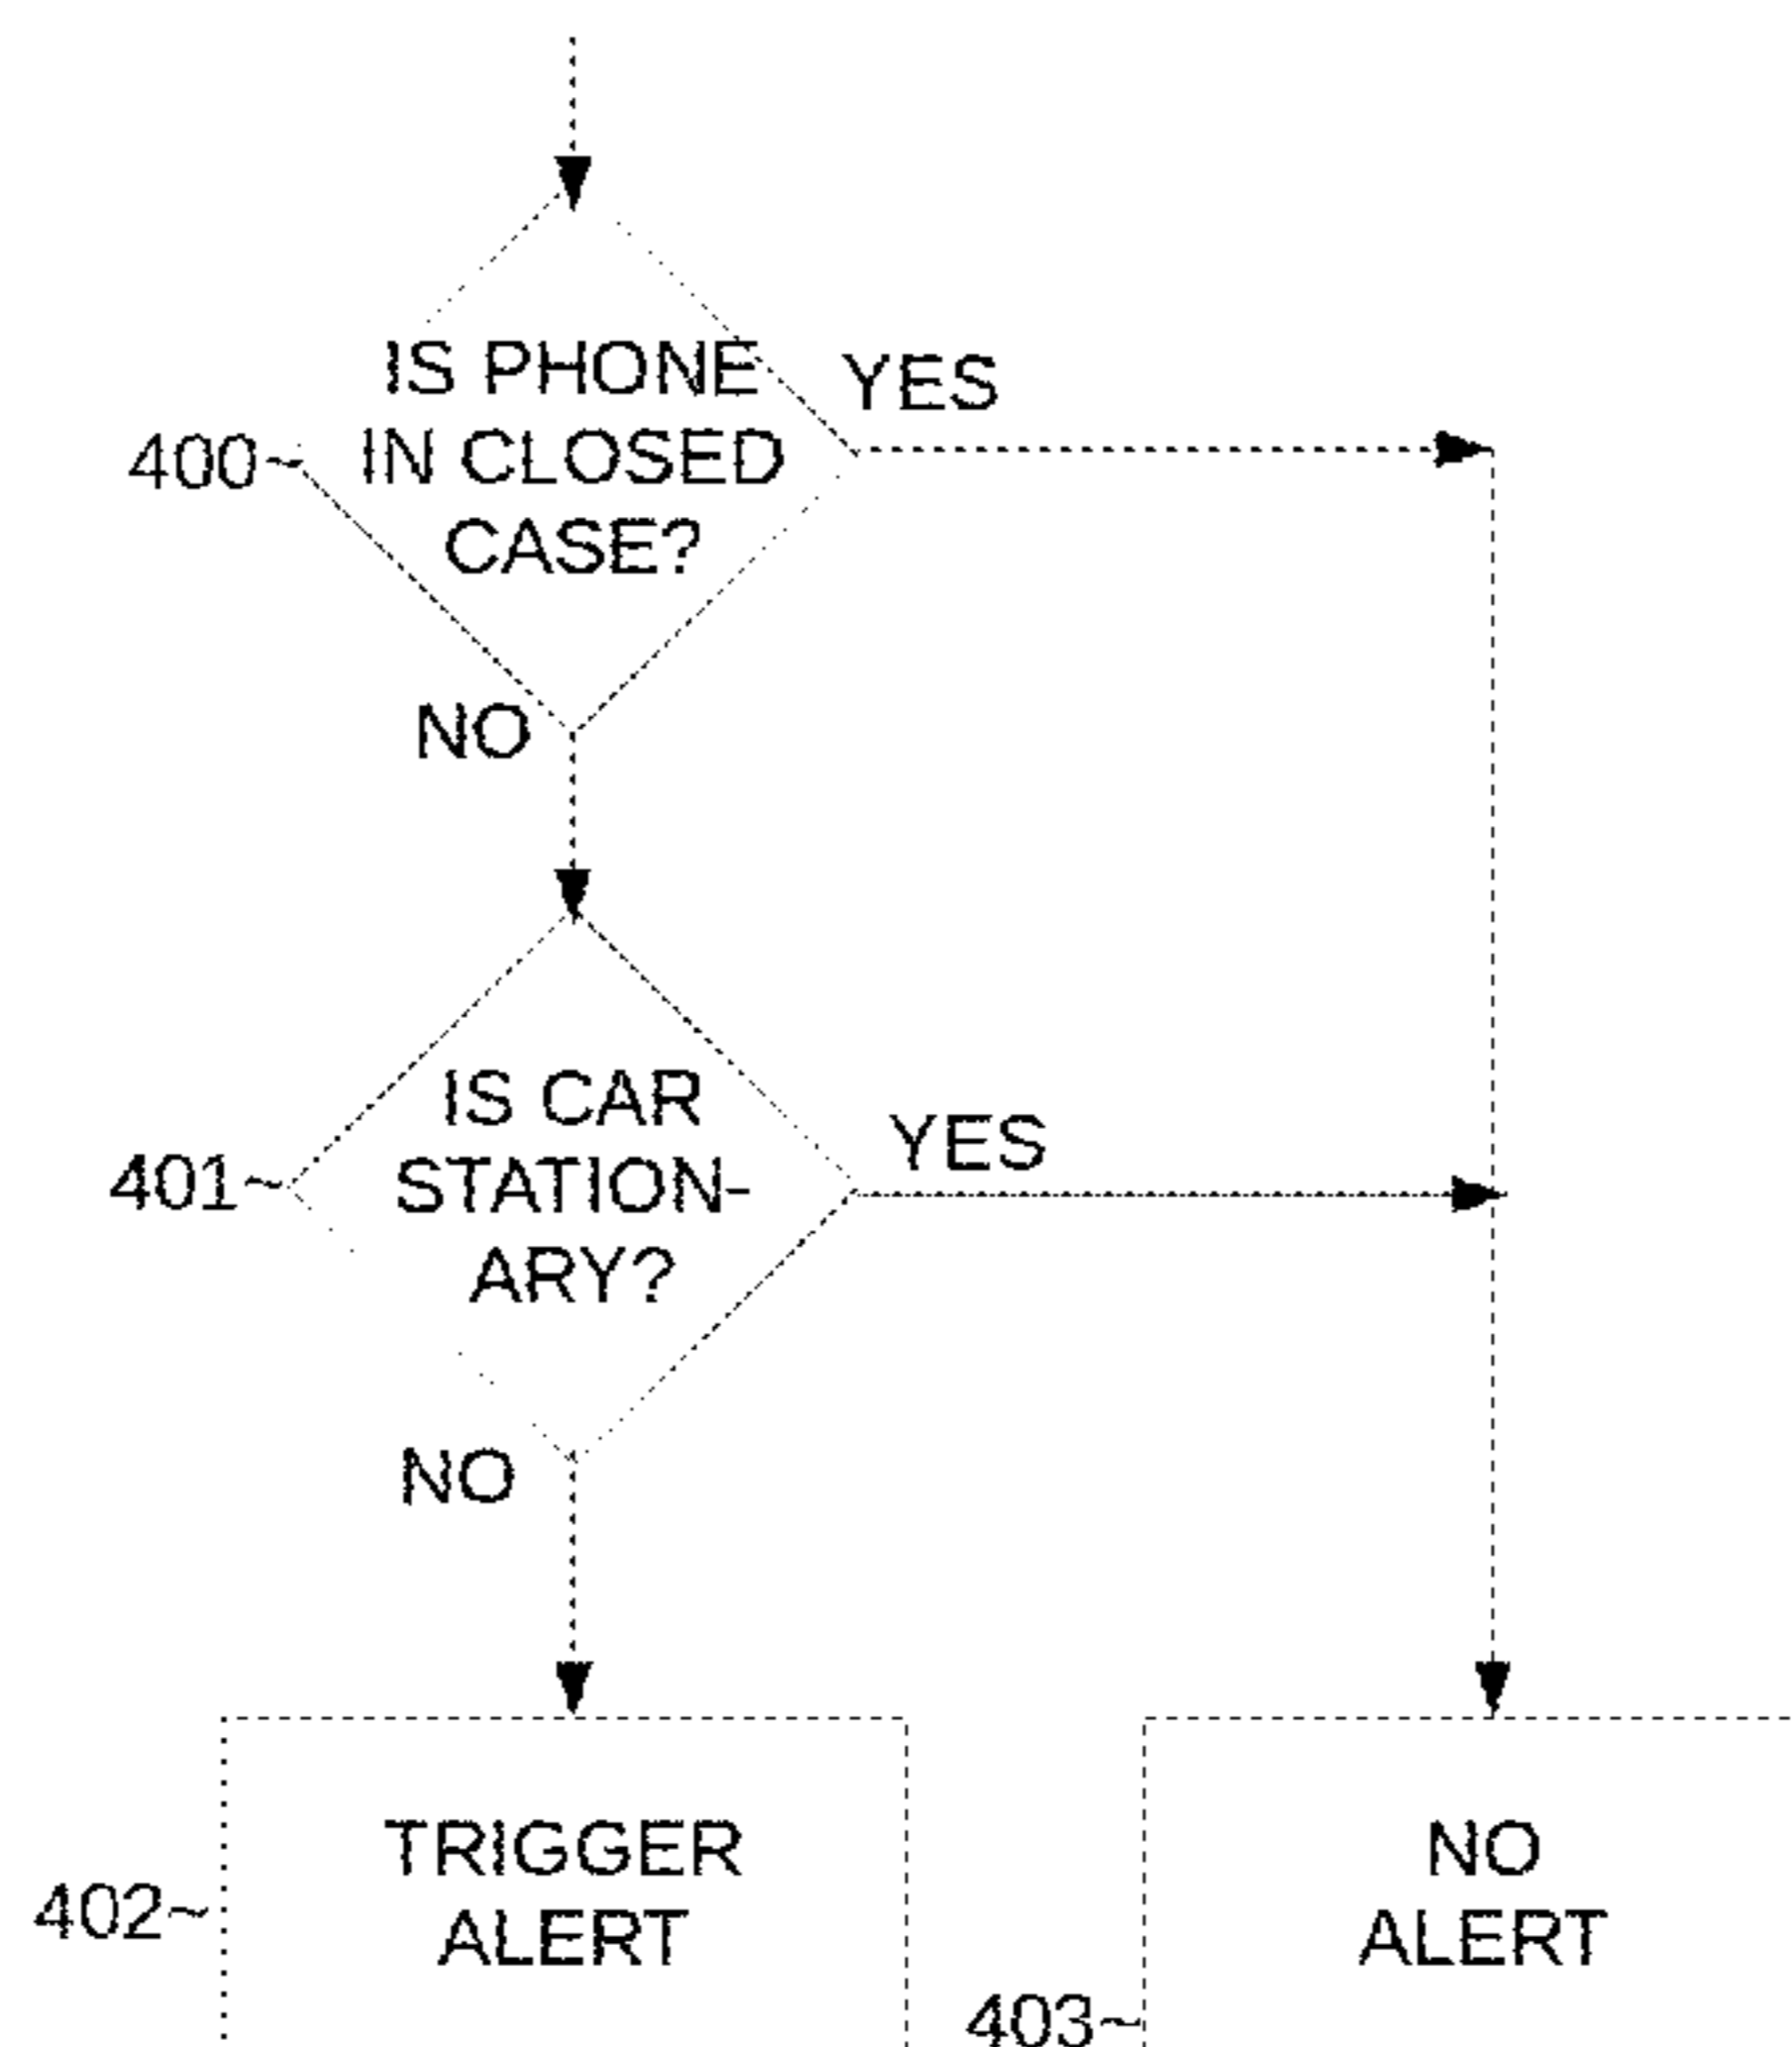 IS PHONE
YES
400~
IN CLOSED
CASE?
NO
IS CAR
YES
401~
STATION-
ARY?
NO
TRIGGER
ALERT
402~
NO
ALERT
403~